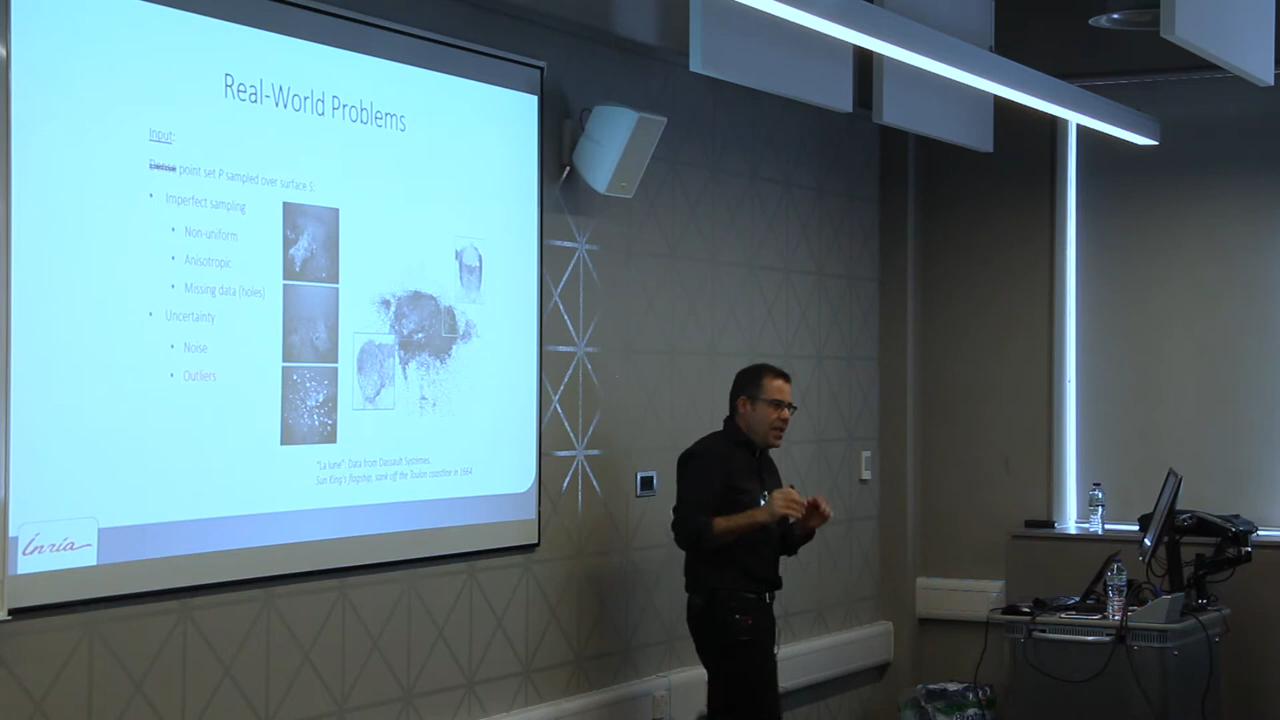 Real-World Problems
Input:
Dense point set P sampled over surface S:
• Imperfect sampling
• Non-uniform
• Anisotropic
• Missing data (holes)
• Uncertainty
• Noise
• Outliers
"La lune": Data from Dassault Systèmes.
Sun King's flagship, sank off the Toulon coastline in 1664
Inria